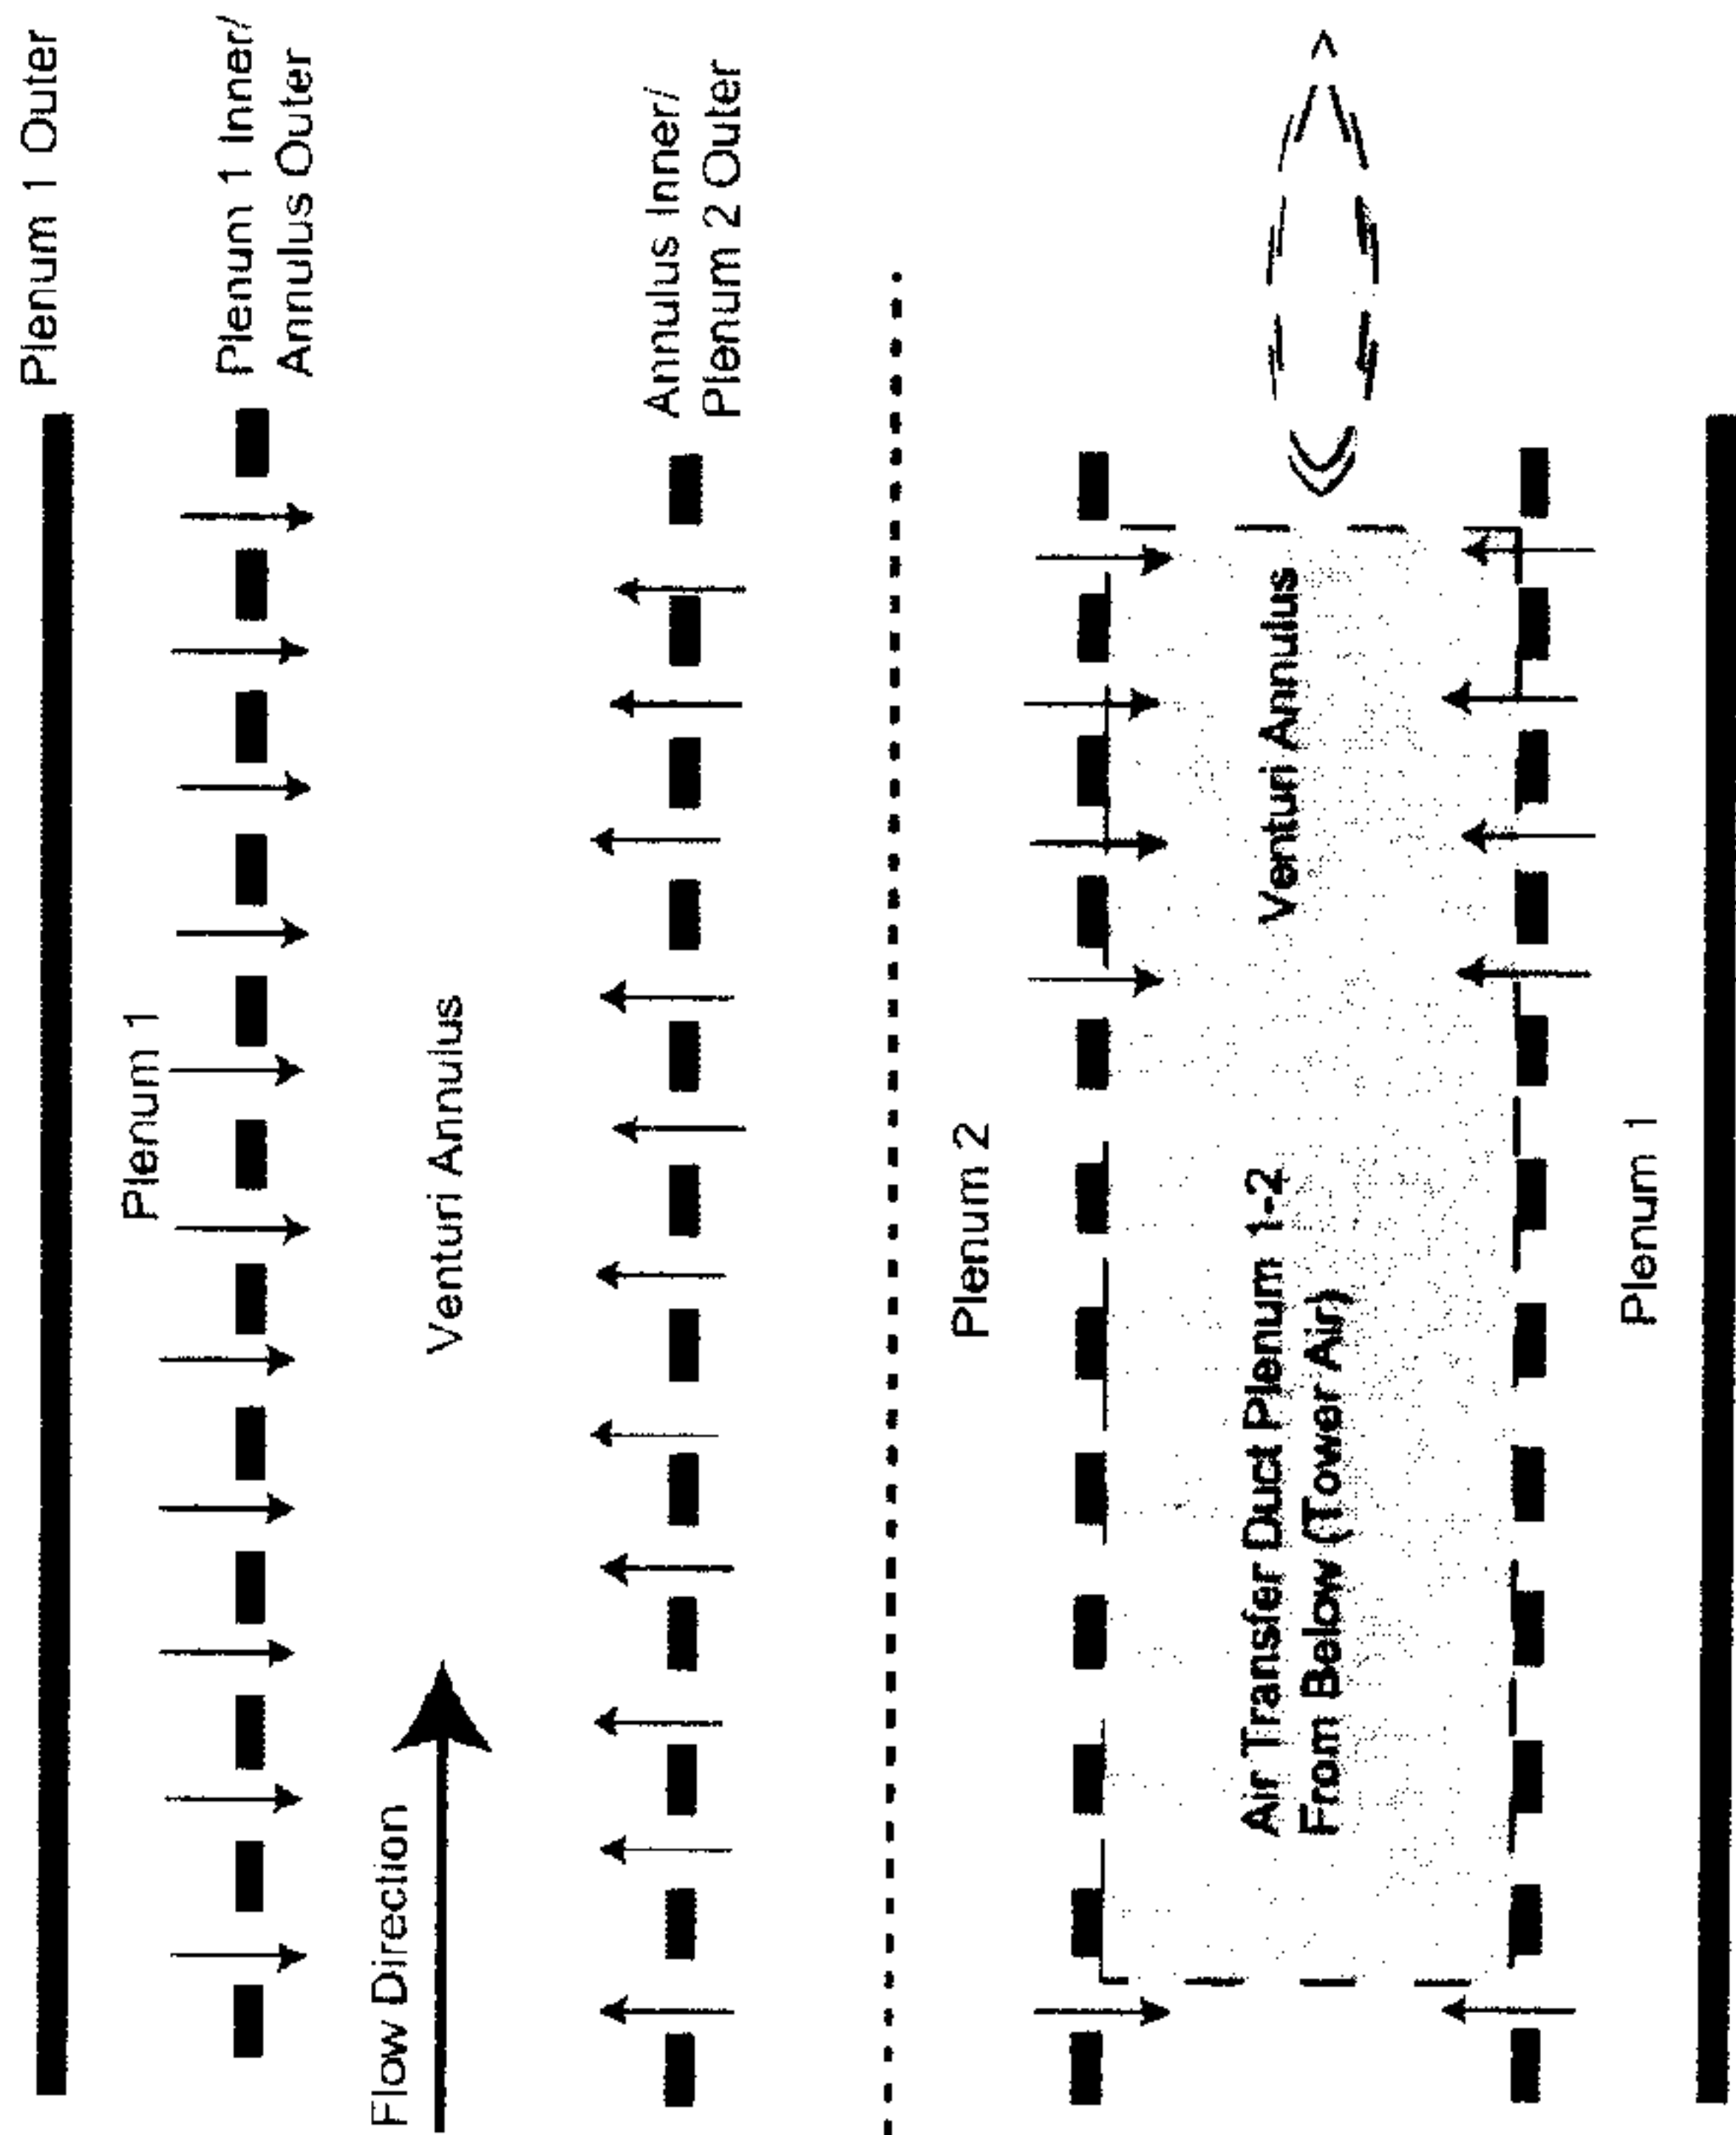 Plenum 1 Outer
Plenum 1
Plenum 1 Inner/
Annulus Outer
Flow Direction
Venturi Annulus
Annulus Inner/
Plenum 2 Outer
Plenum 2
Air Transfer Duct Plenum 1-2
From Below (Tower Air)
Venturi Annulus
Plenum 1